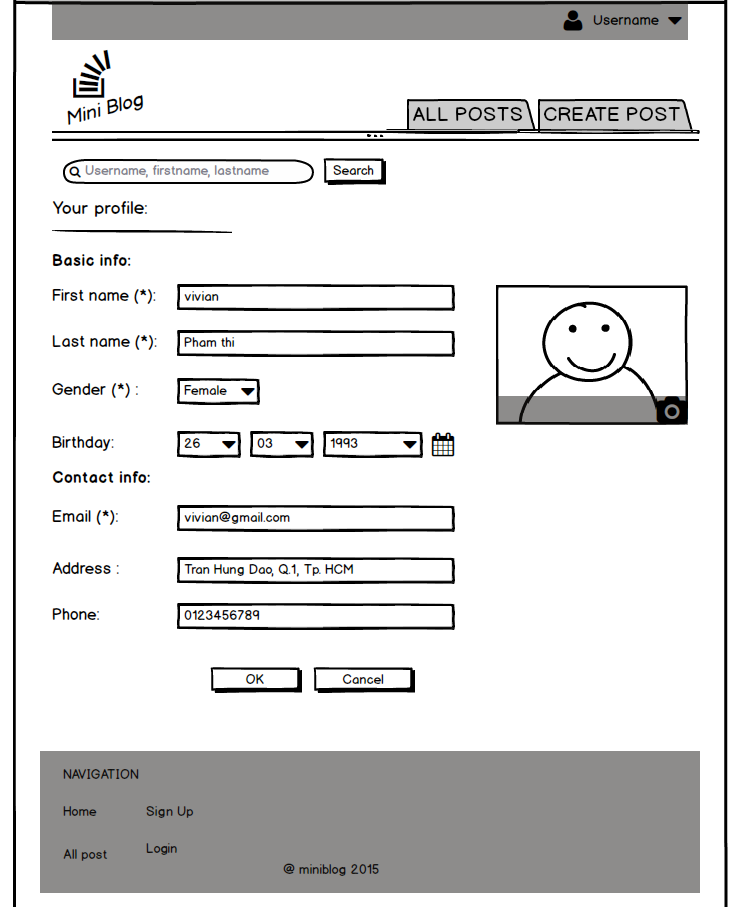 Username
Mini Blog
ALL POSTS CREATE POST
Username, firstname, lastname Search
Your profile:
Basic info:
First name (*): vivian
Last name (*): Pham thi
Gender (*) : Female
Birthday: 26 03 1993
Contact info:
Email (*): vivian@gmail.com
Address : Tran Hung Dao, Q.1, Tp. HCM
Phone: 0123456789
OK Cancel
NAVIGATION
Home Sign Up
All post Login
@ miniblog 2015